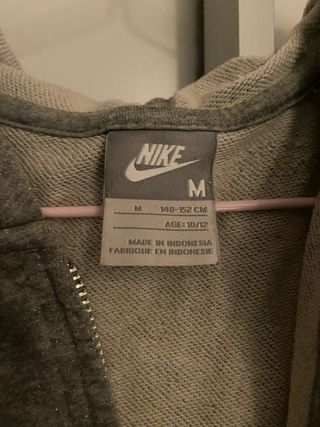 NIKE
M
M 140-152 CM
AGE: 10/12
MADE IN INDONESIA
FABRIQUE EN INDONESIE